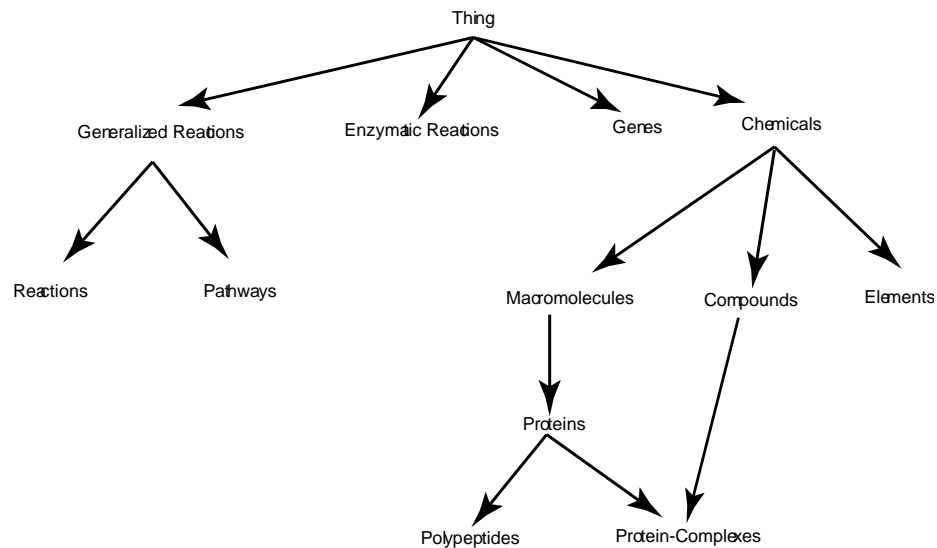 Thing
Generalized Reactions
Enzymatic Reactions
Genes
Chemicals
Reactions
Pathways
Macromolecules
Compounds
Elements
Proteins
Polypeptides
Protein-Complexes